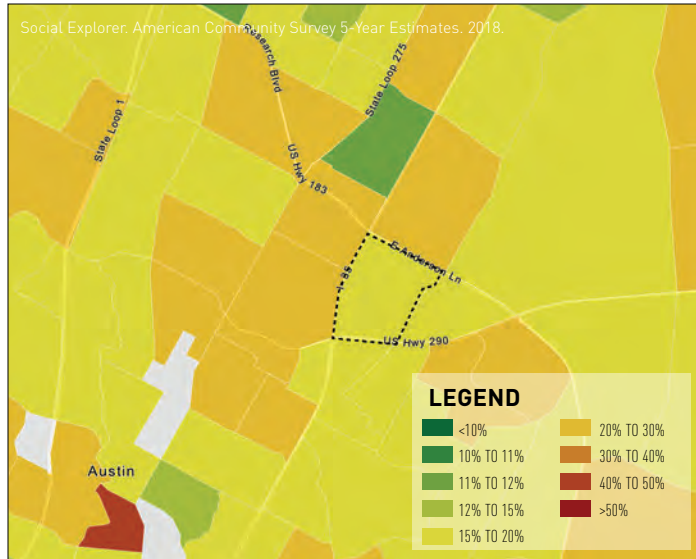 Social Explorer. American Community Survey 5-Year Estimates. 2018.
Research Blvd
State Loop 275
State Loop 1
US Hwy 183
E Anderson Ln
I- 35
US Hwy 290
Austin
LEGEND
<10%
10% TO 11%
11% TO 12%
12% TO 15%
15% TO 20%
20% TO 30%
30% TO 40%
40% TO 50%
>50%